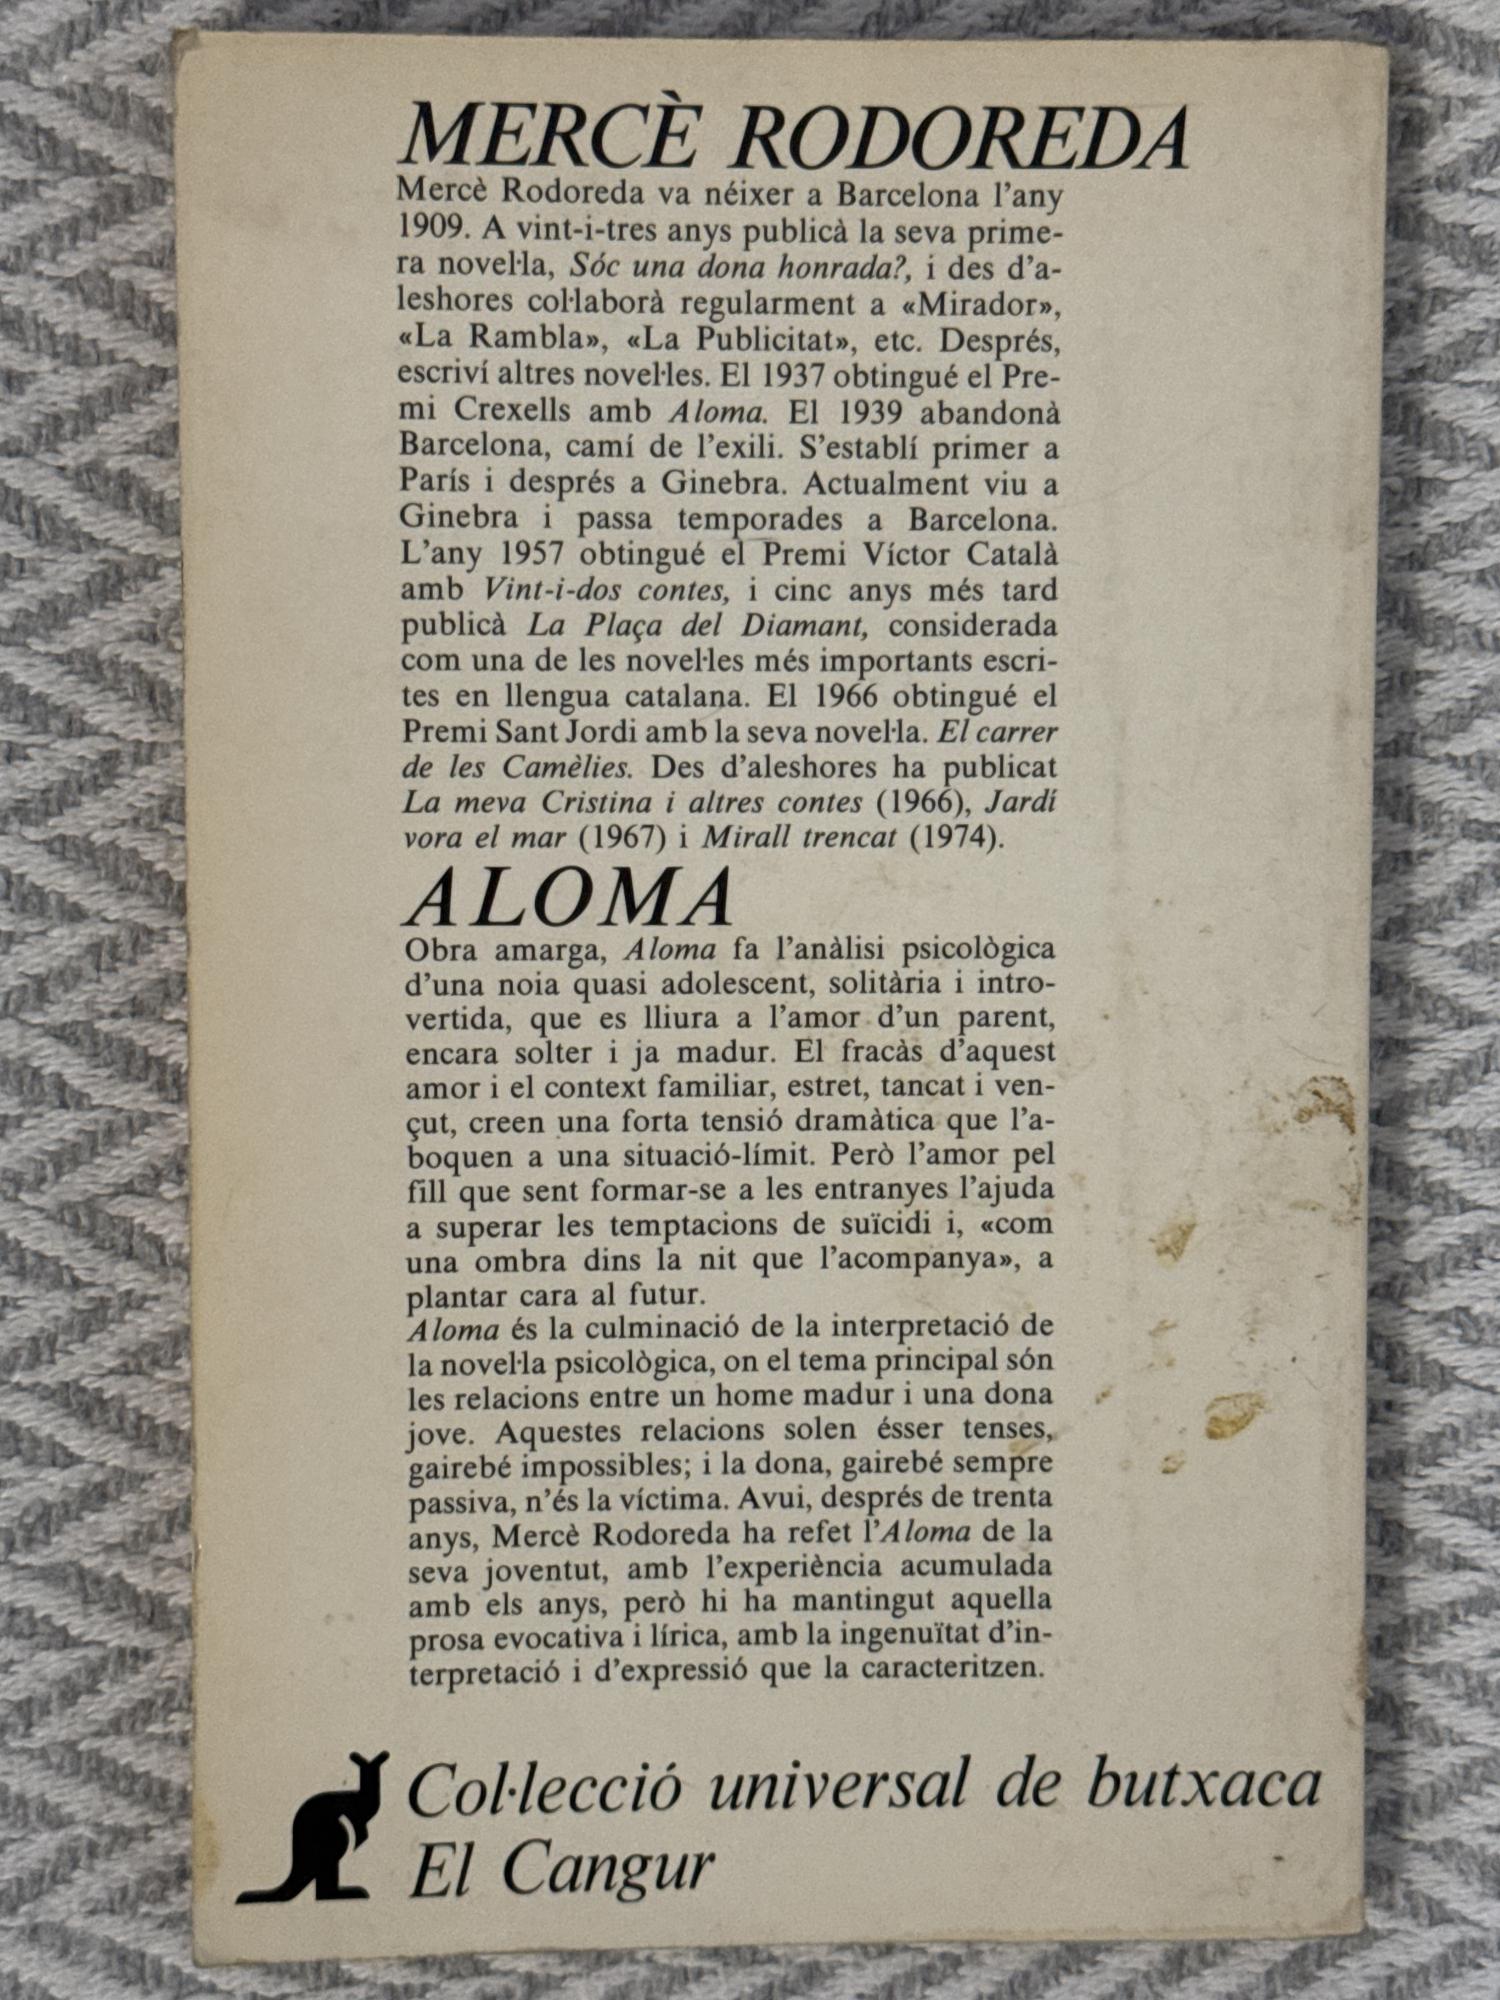 MERCÈ RODOREDA
Mercè Rodoreda va néixer a Barcelona l'any
1909. A vint-i-tres anys publicà la seva prime-
ra novel·la, Sóc una dona honrada?, i des d'a-
leshores col·laborà regularment a «Mirador»,
«La Rambla», «La Publicitat», etc. Després,
escriví altres novel·les. El 1937 obtingué el Pre-
mi Crexells amb Aloma. El 1939 abandonà
Barcelona, camí de l'exili. S'establí primer a
París i després a Ginebra. Actualment viu a
Ginebra i passa temporades a Barcelona.
L'any 1957 obtingué el Premi Víctor Català
amb Vint-i-dos contes, i cinc anys més tard
publicà La Plaça del Diamant, considerada
com una de les novel·les més importants escri-
tes en llengua catalana. El 1966 obtingué el
Premi Sant Jordi amb la seva novel·la. El carrer
de les Camèlies. Des d'aleshores ha publicat
La meva Cristina i altres contes (1966), Jardí
vora el mar (1967) i Mirall trencat (1974).
ALOMA
Obra amarga, Aloma fa l'anàlisi psicològica
d'una noia quasi adolescent, solitària i intro-
vertida, que es lliura a l'amor d'un parent,
encara solter i ja madur. El fracàs d'aquest
amor i el context familiar, estret, tancat i ven-
çut, creen una forta tensió dramàtica que l'a-
boquen a una situació-límit. Però l'amor pel
fill que sent formar-se a les entranyes l'ajuda
a superar les temptacions de suïcidi i, «com
una ombra dins la nit que l'acompanya», a
plantar cara al futur.
Aloma és la culminació de la interpretació de
la novel·la psicològica, on el tema principal són
les relacions entre un home madur i una dona
jove. Aquestes relacions solen ésser tenses,
gairebé impossibles; i la dona, gairebé sempre
passiva, n'és la víctima. Avui, després de trenta
anys, Mercè Rodoreda ha refet l'Aloma de la
seva joventut, amb l'experiència acumulada
amb els anys, però hi ha mantingut aquella
prosa evocativa i lírica, amb la ingenuïtat d'in-
terpretació i d'expressió que la caracteritzen.
Col·lecció universal de butxaca
El Cangur